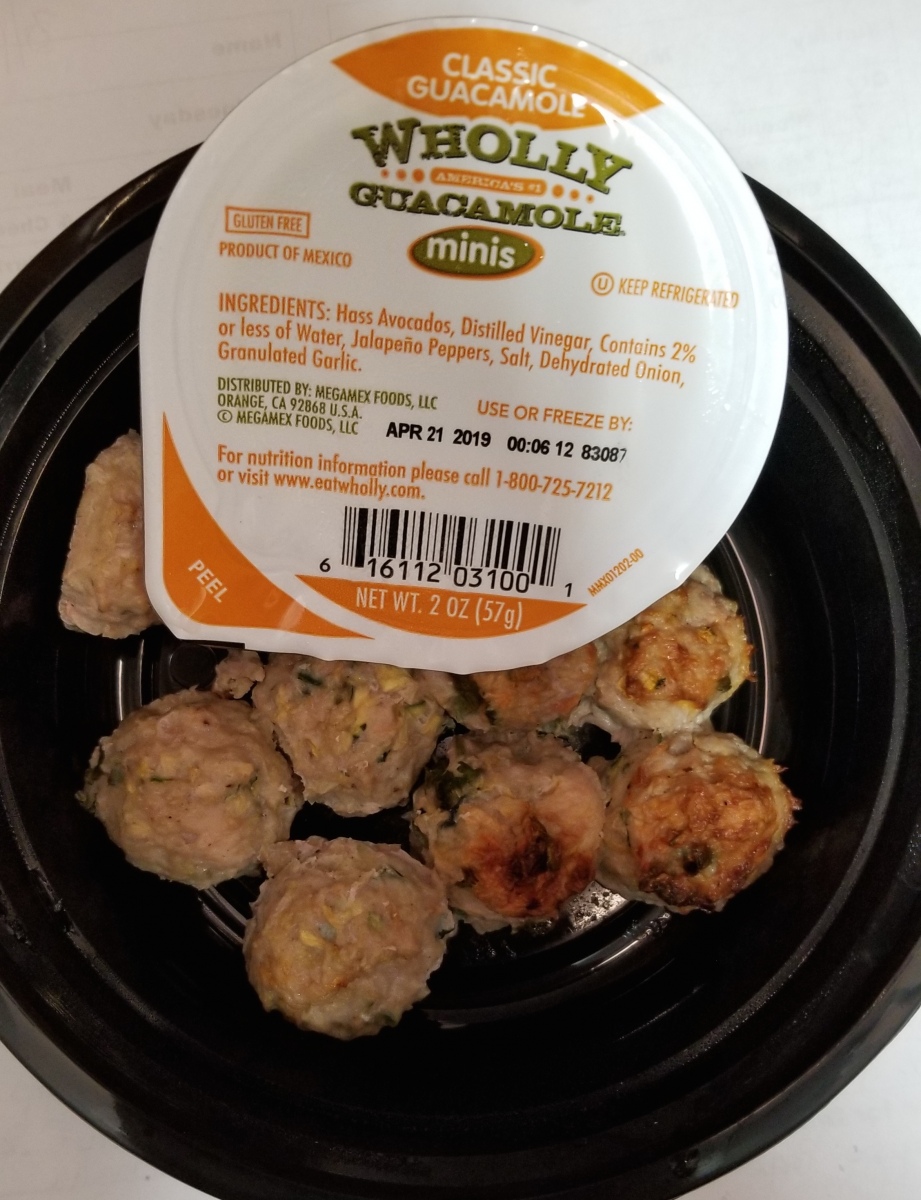 CLASSIC
GUACAMOLE
WHOLLY
AMERICA'S #1
GUACAMOLE
minis
GLUTEN FREE
PRODUCT OF MEXICO
U KEEP REFRIGERATED
INGREDIENTS: Hass Avocados, Distilled Vinegar, Contains 2%
or less of Water, Jalapeño Peppers, Salt, Dehydrated Onion,
Granulated Garlic.
DISTRIBUTED BY: MEGAMEX FOODS, LLC
ORANGE, CA 92868 U.S.A.
© MEGAMEX FOODS, LLC
USE OR FREEZE BY:
APR 21 2019 00:06 12 83087
For nutrition information please call 1-800-725-7212
or visit www.eatwholly.com.
6 16112 03100 1
PEEL
NET WT. 2 OZ (57g)
MMX01202-00
Name